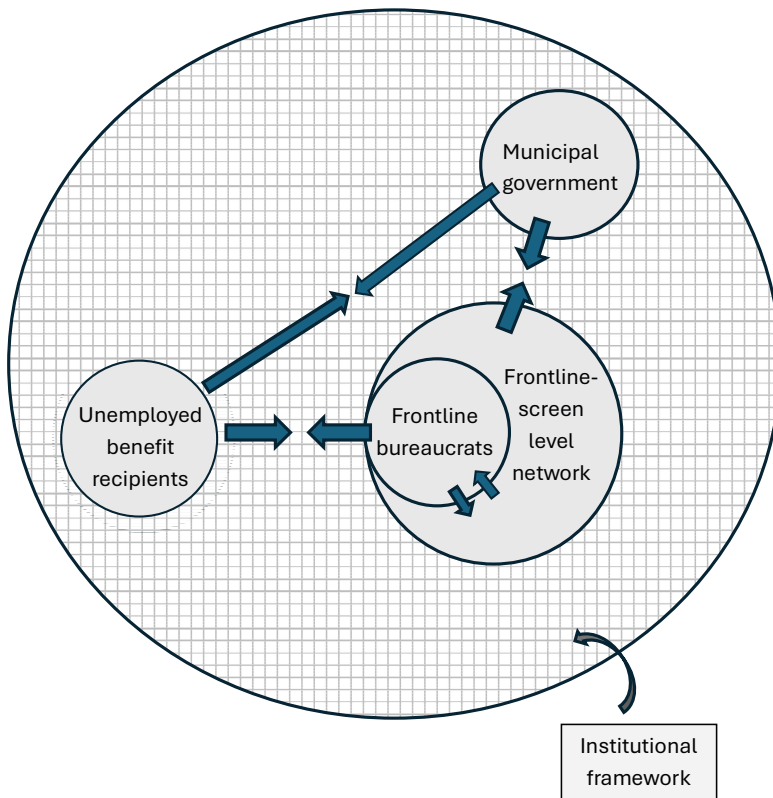 Municipal
government
Unemployed
benefit
recipients
Frontline
bureaucrats
Frontline-
screen
level
network
Institutional
framework